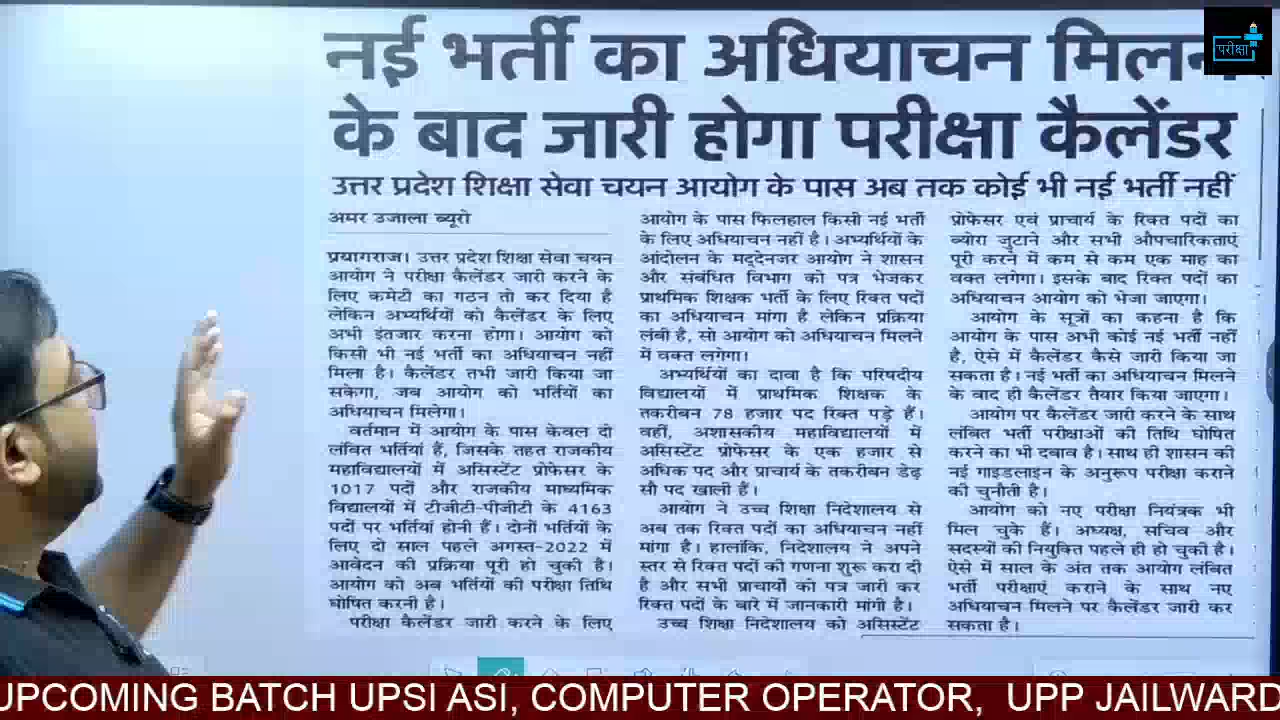 नई भर्ती का अधियाचन मिलन
के बाद जारी होगा परीक्षा कैलेंडर
परीक्षा
उत्तर प्रदेश शिक्षा सेवा चयन आयोग के पास अब तक कोई भी नई भर्ती नहीं
अमर उजाला ब्यूरो
प्रयागराज। उत्तर प्रदेश शिक्षा सेवा चयन
आयोग ने परीक्षा कैलेंडर जारी करने के
लिए कमेटी का गठन तो कर दिया है
लेकिन अभ्यर्थियों को कैलेंडर के लिए
अभी इंतजार करना होगा। आयोग को
किसी भी नई भर्ती का अधियाचन नहीं
मिला है। कैलेंडर तभी जारी किया जा
सकेगा, जब आयोग को भर्तियों का
अधियाचन मिलेगा।
वर्तमान में आयोग के पास केवल दो
लंबित भर्तियां हैं, जिसके तहत राजकीय
महाविद्यालयों में असिस्टेंट प्रोफेसर के
1017 पदों और राजकीय माध्यमिक
विद्यालयों में टीजीटी-पीजीटी के 4163
पदों पर भर्तियां होनी हैं। दोनों भर्तियों के
लिए दो साल पहले अगस्त-2022 में
आवेदन की प्रक्रिया पूरी हो चुकी है।
आयोग को अब भर्तियों की परीक्षा तिथि
घोषित करनी है।
परीक्षा कैलेंडर जारी करने के लिए
आयोग के पास फिलहाल किसी नई भर्ती
के लिए अधियाचन नहीं है। अभ्यर्थियों के
आंदोलन के मद्देनजर आयोग ने शासन
और संबंधित विभाग को पत्र भेजकर
प्राथमिक शिक्षक भर्ती के लिए रिक्त पदों
का अधियाचन मांगा है लेकिन प्रक्रिया
लंबी है, सो आयोग को अधियाचन मिलने
में वक्त लगेगा।
अभ्यर्थियों का दावा है कि परिषदीय
विद्यालयों में प्राथमिक शिक्षक के
तकरीबन 78 हजार पद रिक्त पड़े हैं।
वहीं, अशासकीय महाविद्यालयों में
असिस्टेंट प्रोफेसर के एक हजार से
अधिक पद और प्राचार्य के तकरीबन डेढ़
सौ पद खाली हैं।
आयोग ने उच्च शिक्षा निदेशालय से
अब तक रिक्त पदों का अधियाचन नहीं
मांगा है। हालांकि, निदेशालय ने अपने
स्तर से रिक्त पदों की गणना शुरू करा दी
है और सभी प्राचार्यों को पत्र जारी कर
रिक्त पदों के बारे में जानकारी मांगी है।
उच्च शिक्षा निदेशालय को असिस्टेंट
प्रोफेसर एवं प्राचार्य के रिक्त पदों का
ब्योरा जुटाने और सभी औपचारिकताएं
पूरी करने में कम से कम एक माह का
वक्त लगेगा। इसके बाद रिक्त पदों का
अधियाचन आयोग को भेजा जाएगा।
आयोग के सूत्रों का कहना है कि
आयोग के पास अभी कोई नई भर्ती नहीं
है, ऐसे में कैलेंडर कैसे जारी किया जा
सकता है। नई भर्ती का अधियाचन मिलने
के बाद ही कैलेंडर तैयार किया जाएगा।
आयोग पर कैलेंडर जारी करने के साथ
लंबित भर्ती परीक्षाओं की तिथि घोषित
करने का भी दबाव है। साथ ही शासन की
नई गाइडलाइन के अनुरूप परीक्षा कराने
की चुनौती है।
आयोग को नए परीक्षा नियंत्रक भी
मिल चुके हैं। अध्यक्ष, सचिव और
सदस्यों की नियुक्ति पहले ही हो चुकी है।
ऐसे में साल के अंत तक आयोग लंबित
भर्ती परीक्षाएं कराने के साथ नए
अधियाचन मिलने पर कैलेंडर जारी कर
सकता है।
UPCOMING BATCH UPSI ASI, COMPUTER OPERATOR, UPP JAILWARD